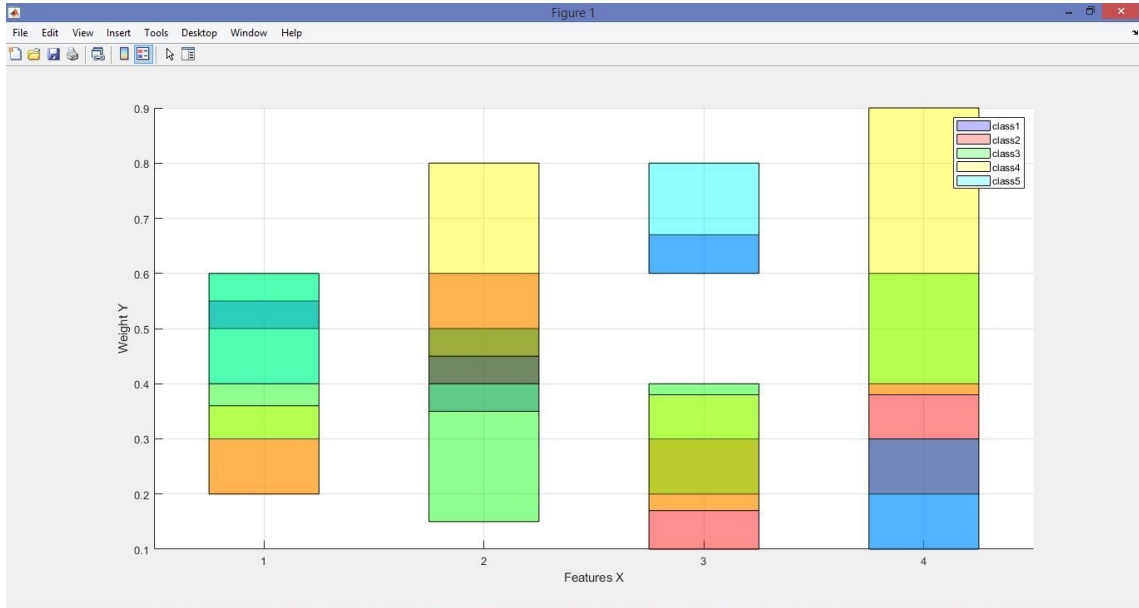 Figure 1
File Edit View Insert Tools Desktop Window Help
0.9
0.8
0.7
0.6
0.5
0.4
0.3
0.2
0.1
Weight Y
1 2 3 4
Features X
class1
class2
class3
class4
class5